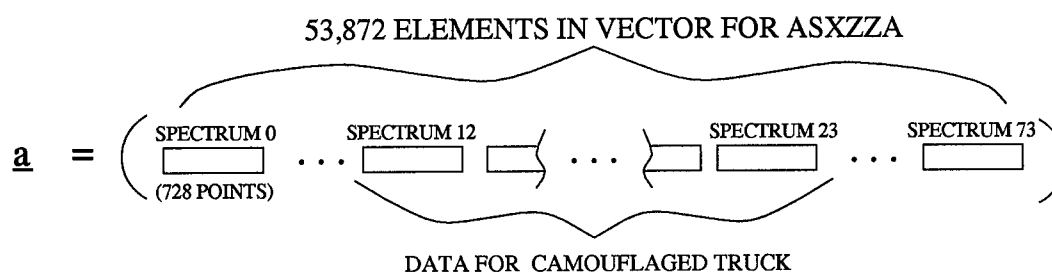 53,872 ELEMENTS IN VECTOR FOR ASXZZA
SPECTRUM 0 SPECTRUM 12 SPECTRUM 23 SPECTRUM 73
a = ( ... ... ... )
(728 POINTS)
DATA FOR CAMOUFLAGED TRUCK